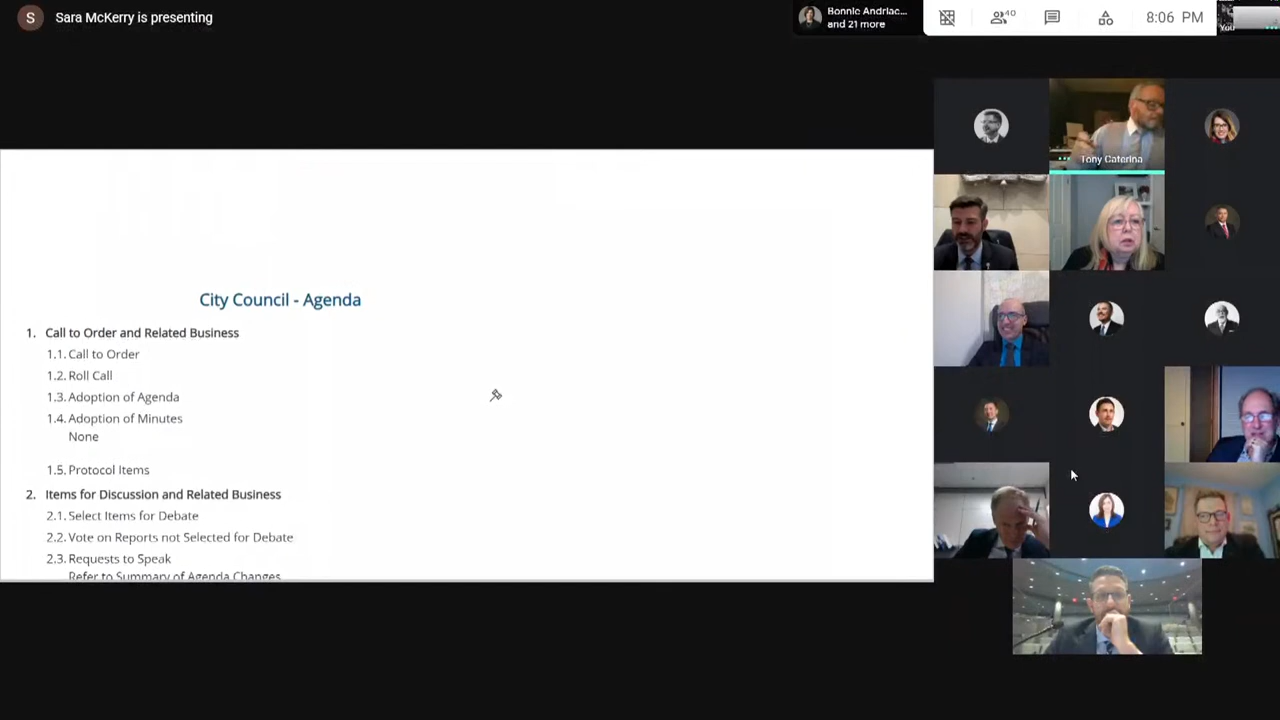 S
Sara McKerry is presenting
Bonnie Andriac...
and 21 more
40
8:06 PM
You
Tony Caterina
City Council - Agenda
1. Call to Order and Related Business
1.1. Call to Order
1.2. Roll Call
1.3. Adoption of Agenda
1.4. Adoption of Minutes
None
1.5. Protocol Items
2. Items for Discussion and Related Business
2.1. Select Items for Debate
2.2. Vote on Reports not Selected for Debate
2.3. Requests to Speak
Refer to Summary of Agenda Changes